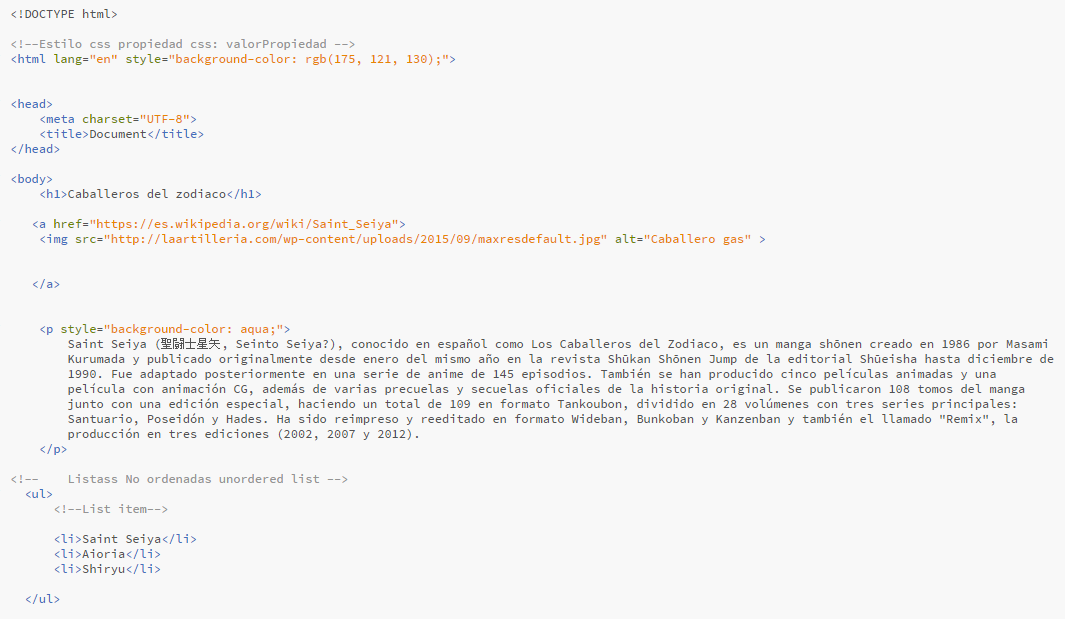 <!DOCTYPE html>
<!--Estilo css propiedad css: valorPropiedad -->
<html lang="en" style="background-color: rgb(175, 121, 130);">
<head>
<meta charset="UTF-8">
<title>Document</title>
</head>
<body>
<h1>Caballeros del zodiaco</h1>
<a href="https://es.wikipedia.org/wiki/Saint_Seiya">
<img src="http://laartilleria.com/wp-content/uploads/2015/09/maxresdefault.jpg" alt="Caballero gas" >
</a>
<p style="background-color: aqua;">
Saint Seiya (聖闘士星矢, Seinto Seiya?), conocido en español como Los Caballeros del Zodiaco, es un manga shōnen creado en 1986 por Masami
Kurumada y publicado originalmente desde enero del mismo año en la revista Shūkan Shōnen Jump de la editorial Shūeisha hasta diciembre de
1990. Fue adaptado posteriormente en una serie de anime de 145 episodios. También se han producido cinco películas animadas y una
película con animación CG, además de varias precuelas y secuelas oficiales de la historia original. Se publicaron 108 tomos del manga
junto con una edición especial, haciendo un total de 109 en formato Tankoubon, dividido en 28 volúmenes con tres series principales:
Santuario, Poseidón y Hades. Ha sido reimpreso y reeditado en formato Wideban, Bunkoban y Kanzenban y también el llamado "Remix", la
producción en tres ediciones (2002, 2007 y 2012).
</p>
<!--    Listass No ordenadas unordered list -->
<ul>
<!--List item-->
<li>Saint Seiya</li>
<li>Aioria</li>
<li>Shiryu</li>
</ul>